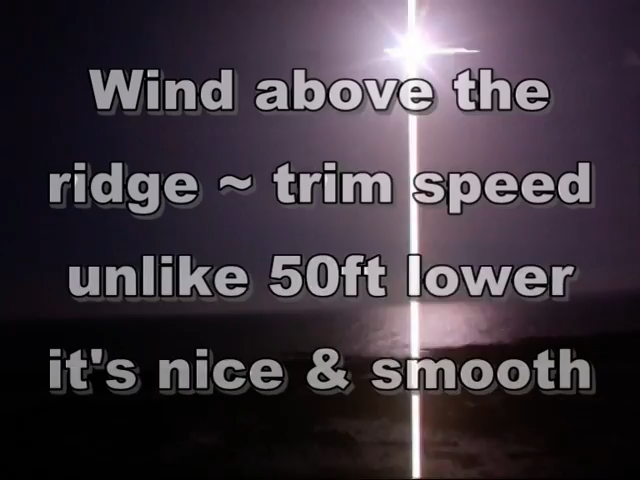 Wind above the
ridge ~ trim speed
unlike 50ft lower
it's nice & smooth